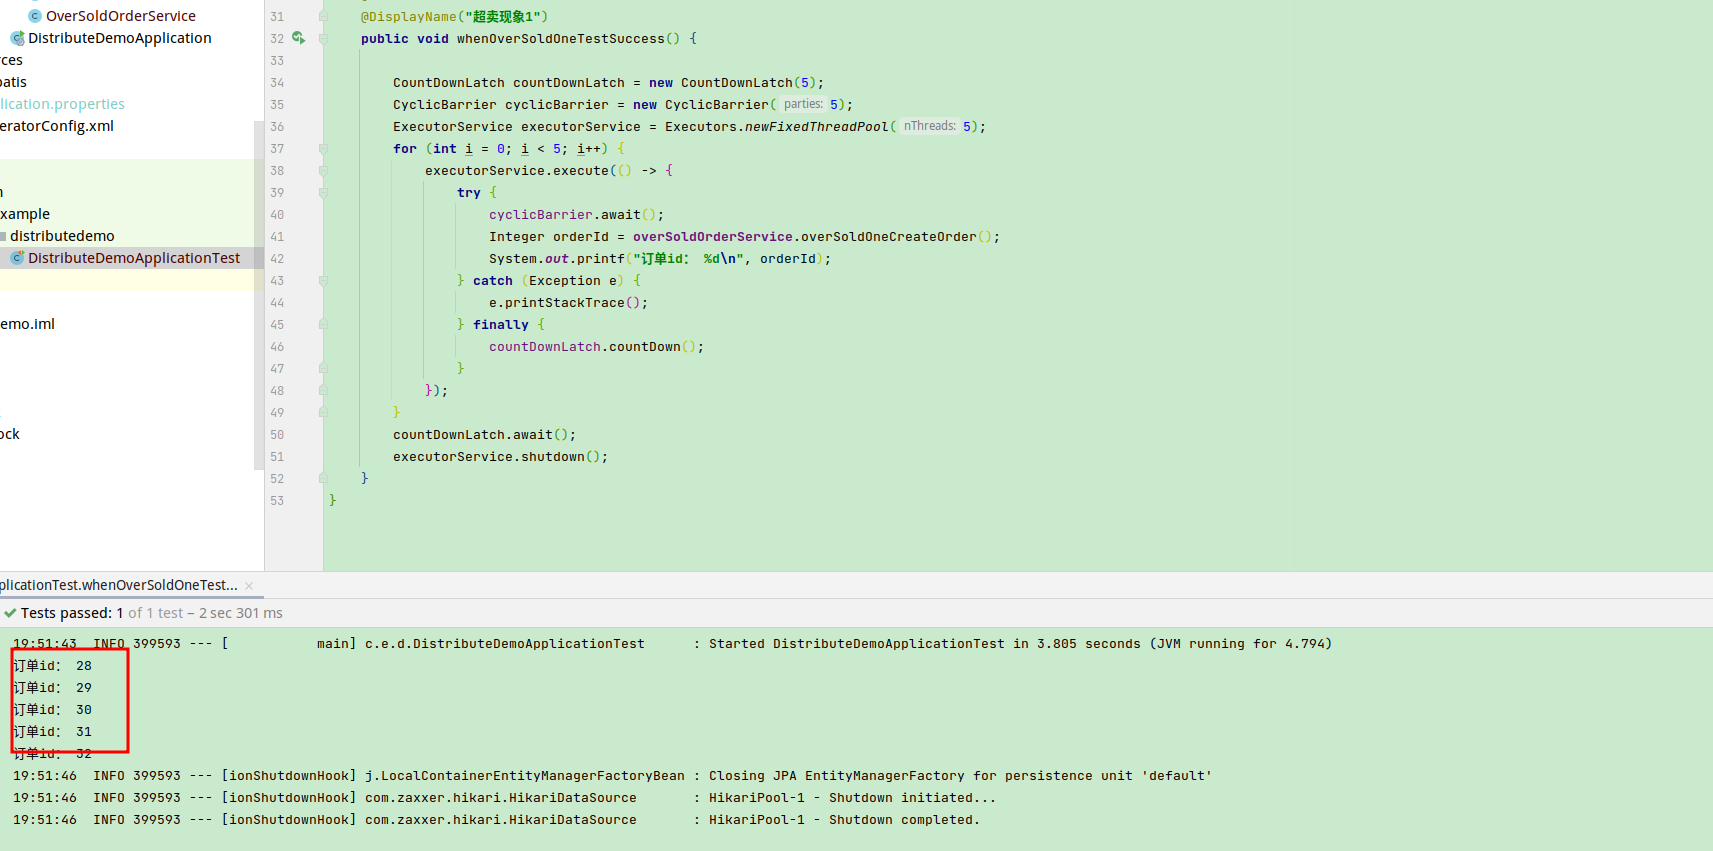 OverSoldOrderService
DistributeDemoApplication
rces
batis
lication.properties
eratorConfig.xml
xample
distributedemo
DistributeDemoApplicationTest
emo.iml
ock
31 @DisplayName("超卖现象1")
32 public void whenOverSoldOneTestSuccess() {
33
34 CountDownLatch countDownLatch = new CountDownLatch(5);
35 CyclicBarrier cyclicBarrier = new CyclicBarrier( parties: 5);
36 ExecutorService executorService = Executors.newFixedThreadPool( nThreads: 5);
37 for (int i = 0; i < 5; i++) {
38 executorService.execute(() -> {
39 try {
40 cyclicBarrier.await();
41 Integer orderId = overSoldOrderService.overSoldOneCreateOrder();
42 System.out.printf("订单id： %d\n", orderId);
43 } catch (Exception e) {
44 e.printStackTrace();
45 } finally {
46 countDownLatch.countDown();
47 }
48 });
49 }
50 countDownLatch.await();
51 executorService.shutdown();
52 }
53 }
plicationTest.whenOverSoldOneTest... ×
Tests passed: 1 of 1 test – 2 sec 301 ms
19:51:43 INFO 399593 --- [ main] c.e.d.DistributeDemoApplicationTest : Started DistributeDemoApplicationTest in 3.805 seconds (JVM running for 4.794)
订单id： 28
订单id： 29
订单id： 30
订单id： 31
订单id： 32
19:51:46 INFO 399593 --- [ionShutdownHook] j.LocalContainerEntityManagerFactoryBean : Closing JPA EntityManagerFactory for persistence unit 'default'
19:51:46 INFO 399593 --- [ionShutdownHook] com.zaxxer.hikari.HikariDataSource : HikariPool-1 - Shutdown initiated...
19:51:46 INFO 399593 --- [ionShutdownHook] com.zaxxer.hikari.HikariDataSource : HikariPool-1 - Shutdown completed.